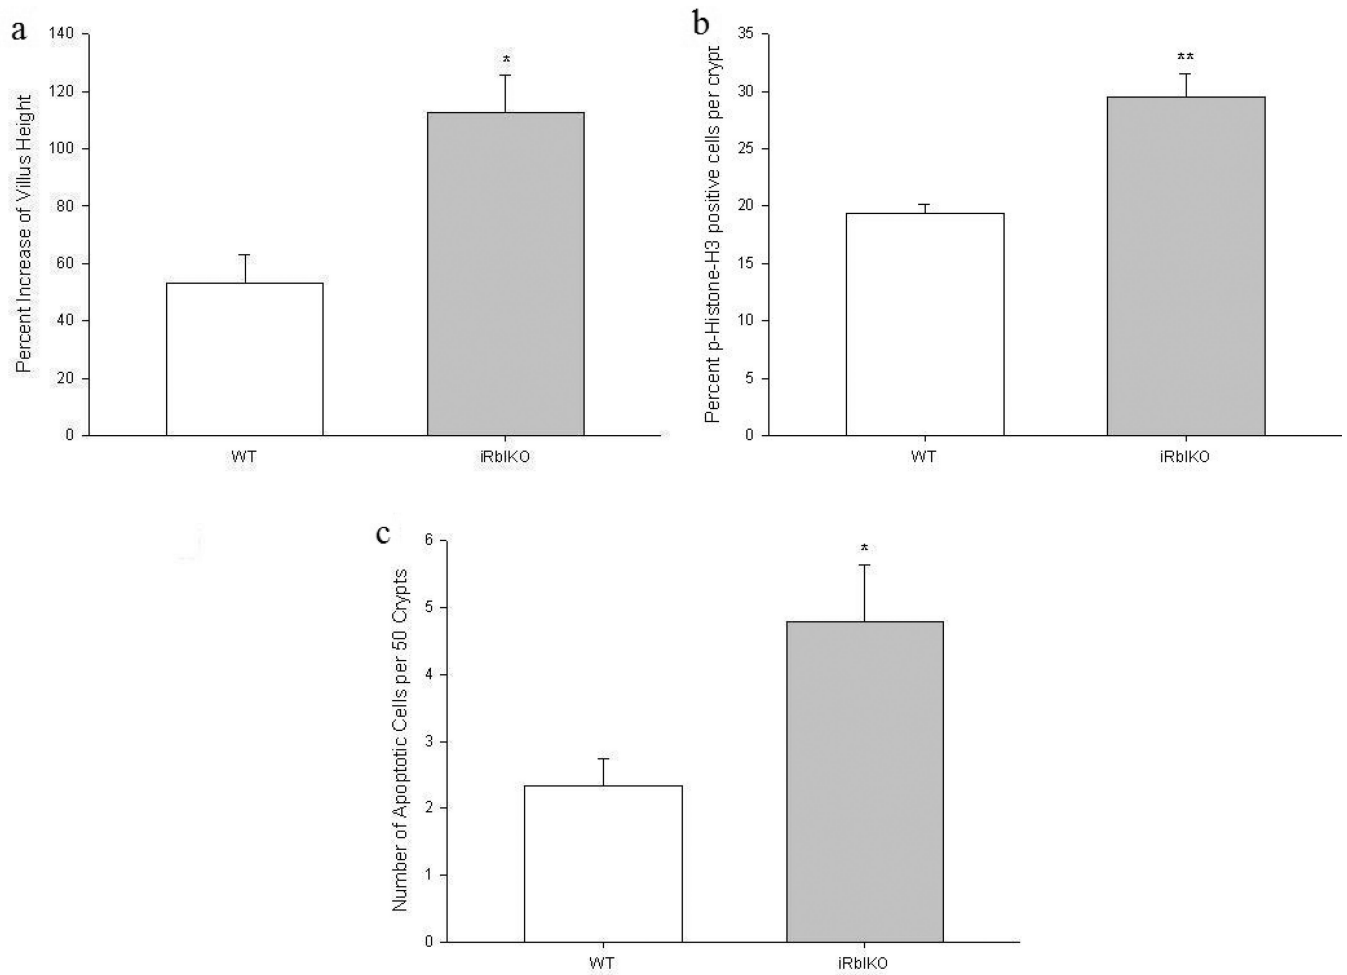 a
Percent Increase of Villus Height
140
120
100
80
60
40
20
0
*
WT
iRbIKO
b
Percent p-Histone-H3 positive cells per crypt
35
30
25
20
15
10
5
0
**
WT
iRbIKO
c
Number of Apoptotic Cells per 50 Crypts
6
5
4
3
2
1
0
*
WT
iRbIKO